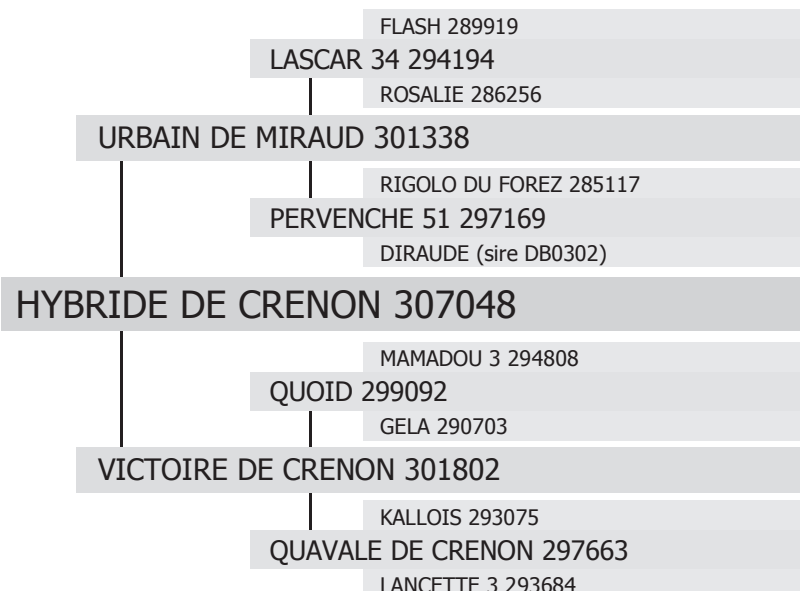 FLASH 289919
LASCAR 34 294194
ROSALIE 286256
URBAIN DE MIRAUD 301338
RIGOLO DU FOREZ 285117
PERVENCHE 51 297169
DIRAUDE (sire DB0302)
HYBRIDE DE CRENON 307048
MAMADOU 3 294808
QUOID 299092
GELA 290703
VICTOIRE DE CRENON 301802
KALLOIS 293075
QUAVALE DE CRENON 297663
LANCETTE 3 293684